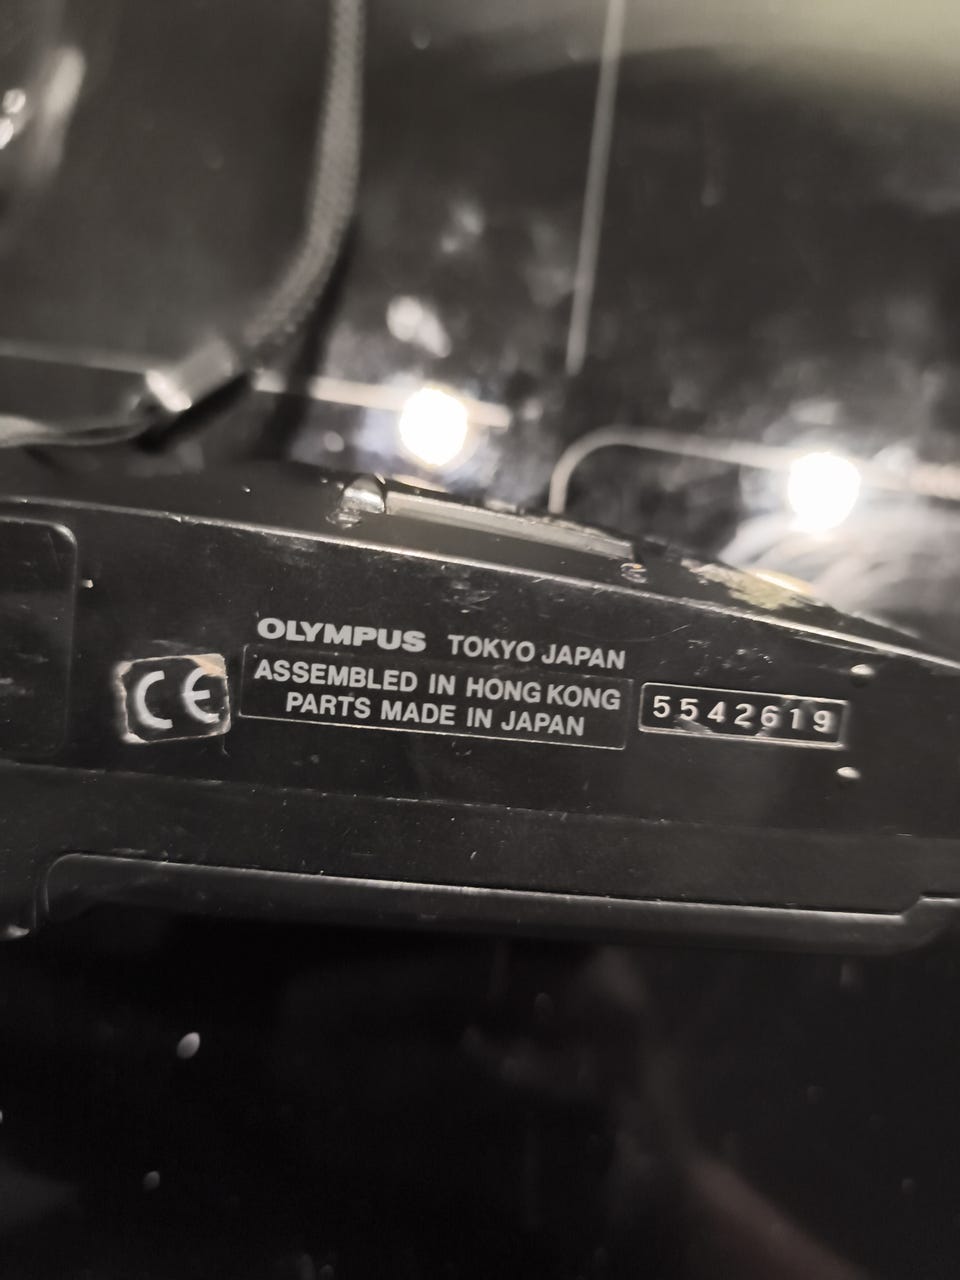 OLYMPUS TOKYO JAPAN
CE
ASSEMBLED IN HONG KONG
PARTS MADE IN JAPAN
5542619